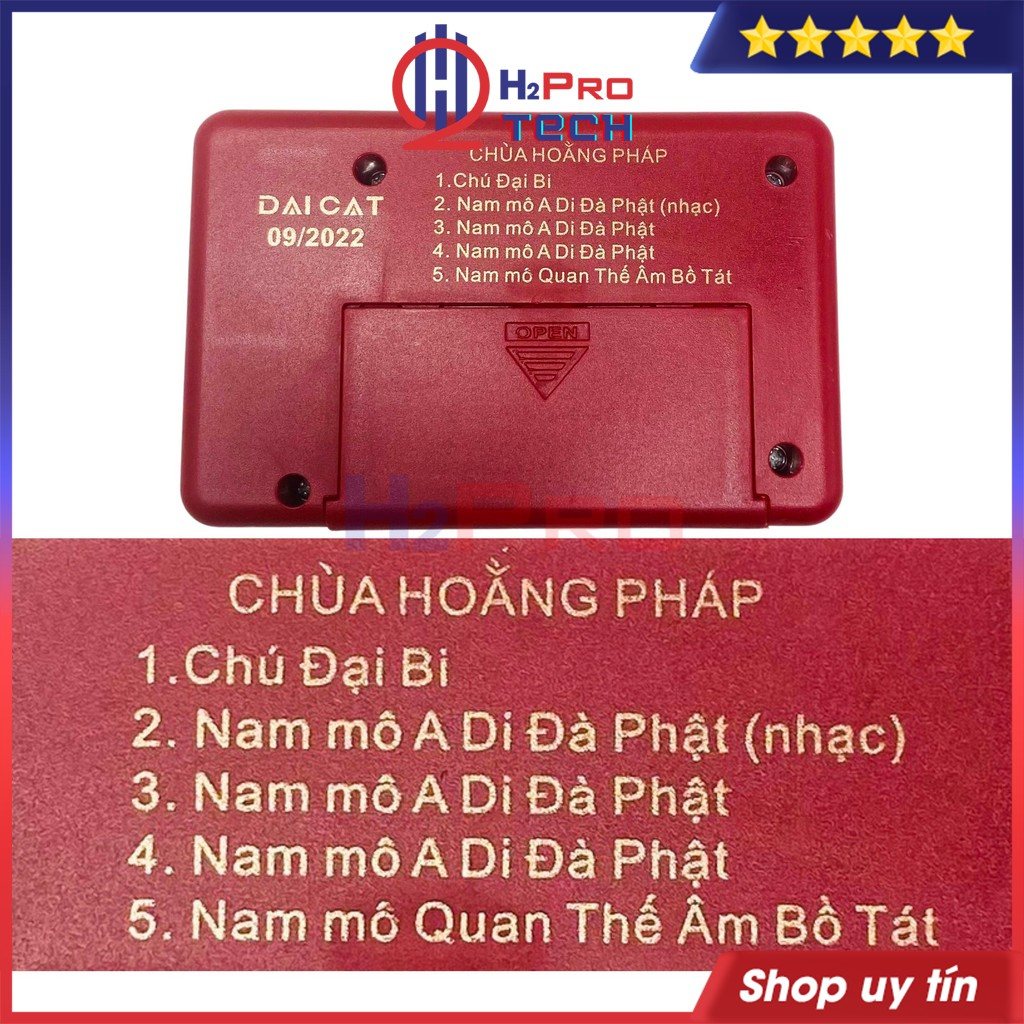 H2PRO
TECH
CHÙA HOẰNG PHÁP
1.Chú Đại Bi
2. Nam mô A Di Đà Phật (nhạc)
3. Nam mô A Di Đà Phật
4. Nam mô A Di Đà Phật
5. Nam mô Quan Thế Âm Bồ Tát
DAI CAT
09/2022
OPEN
H2PRO
CHÙA HOẰNG PHÁP
1.Chú Đại Bi
2. Nam mô A Di Đà Phật (nhạc)
3. Nam mô A Di Đà Phật
4. Nam mô A Di Đà Phật
5. Nam mô Quan Thế Âm Bồ Tát
Shop uy tín